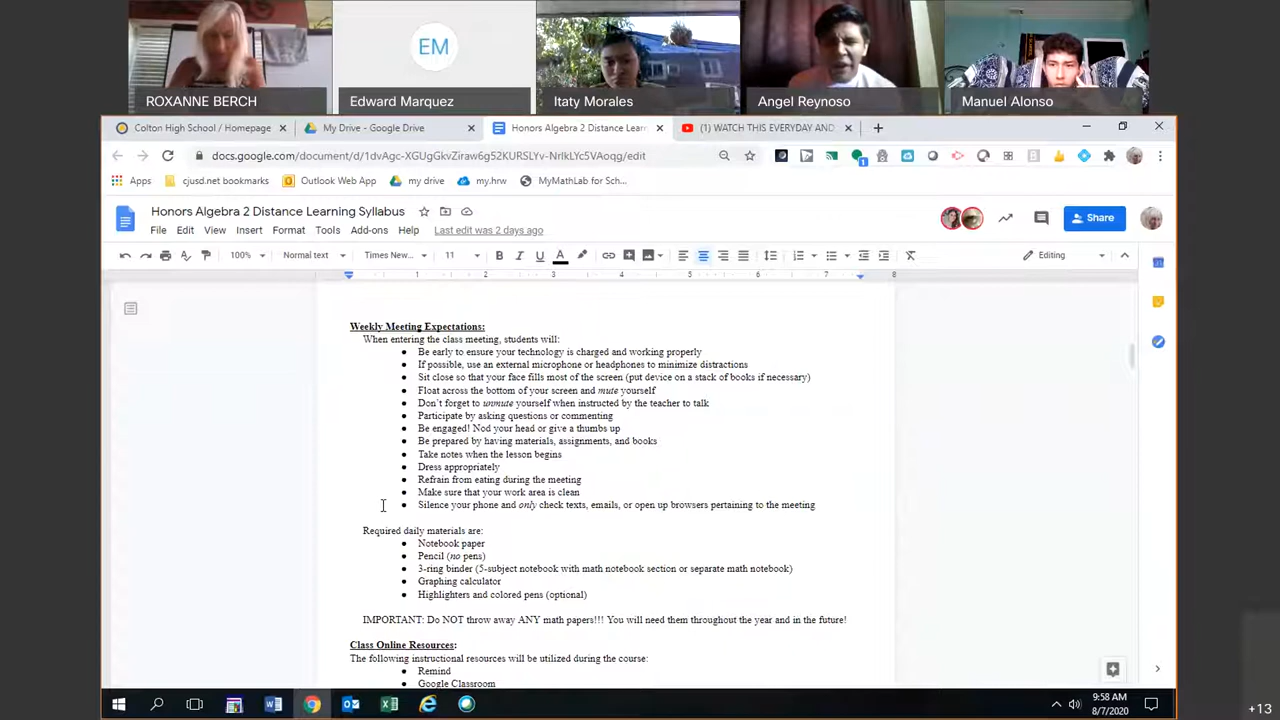 EM
ROXANNE BERCH
Edward Marquez
Itaty Morales
Angel Reynoso
Manuel Alonso
Colton High School / Homepage
My Drive - Google Drive
Honors Algebra 2 Distance Lear
(1) WATCH THIS EVERYDAY AND
docs.google.com/document/d/1dvAgc-XGUgGkvZiraw6g52KURSLYv-NrIkLYc5VAoqg/edit
Apps
cjusd.net bookmarks
Outlook Web App
my drive
my.hrw
MyMathLab for Sch...
Honors Algebra 2 Distance Learning Syllabus
Share
File Edit View Insert Format Tools Add-ons Help Last edit was 2 days ago
100% Normal text Times New... 11 B I U A Editing
1 2 3 4 5 6 7 8
Weekly Meeting Expectations:
When entering the class meeting, students will:
● Be early to ensure your technology is charged and working properly
● If possible, use an external microphone or headphones to minimize distractions
● Sit close so that your face fills most of the screen (put device on a stack of books if necessary)
● Float across the bottom of your screen and mute yourself
● Don't forget to unmute yourself when instructed by the teacher to talk
● Participate by asking questions or commenting
● Be engaged! Nod your head or give a thumbs up
● Be prepared by having materials, assignments, and books
● Take notes when the lesson begins
● Dress appropriately
● Refrain from eating during the meeting
● Make sure that your work area is clean
● Silence your phone and only check texts, emails, or open up browsers pertaining to the meeting
Required daily materials are:
● Notebook paper
● Pencil (no pens)
● 3-ring binder (5-subject notebook with math notebook section or separate math notebook)
● Graphing calculator
● Highlighters and colored pens (optional)
IMPORTANT: Do NOT throw away ANY math papers!!! You will need them throughout the year and in the future!
Class Online Resources:
The following instructional resources will be utilized during the course:
● Remind
● Google Classroom
9:58 AM
8/7/2020
+13